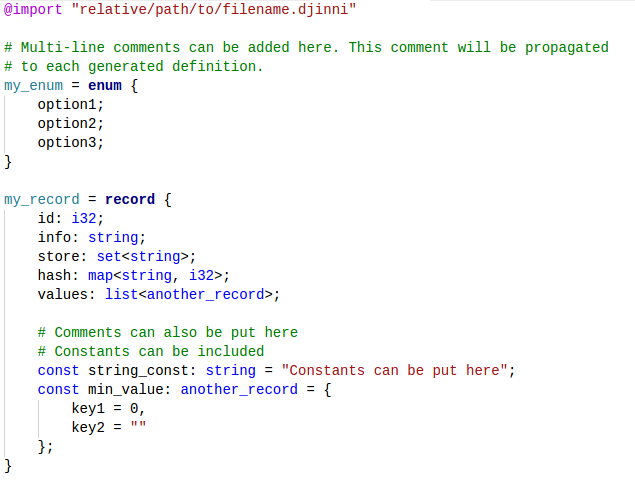 @import "relative/path/to/filename.djinni"

# Multi-line comments can be added here. This comment will be propagated
# to each generated definition.
my_enum = enum {
    option1;
    option2;
    option3;
}

my_record = record {
    id: i32;
    info: string;
    store: set<string>;
    hash: map<string, i32>;
    values: list<another_record>;

    # Comments can also be put here
    # Constants can be included
    const string_const: string = "Constants can be put here";
    const min_value: another_record = {
        key1 = 0,
        key2 = ""
    };
}